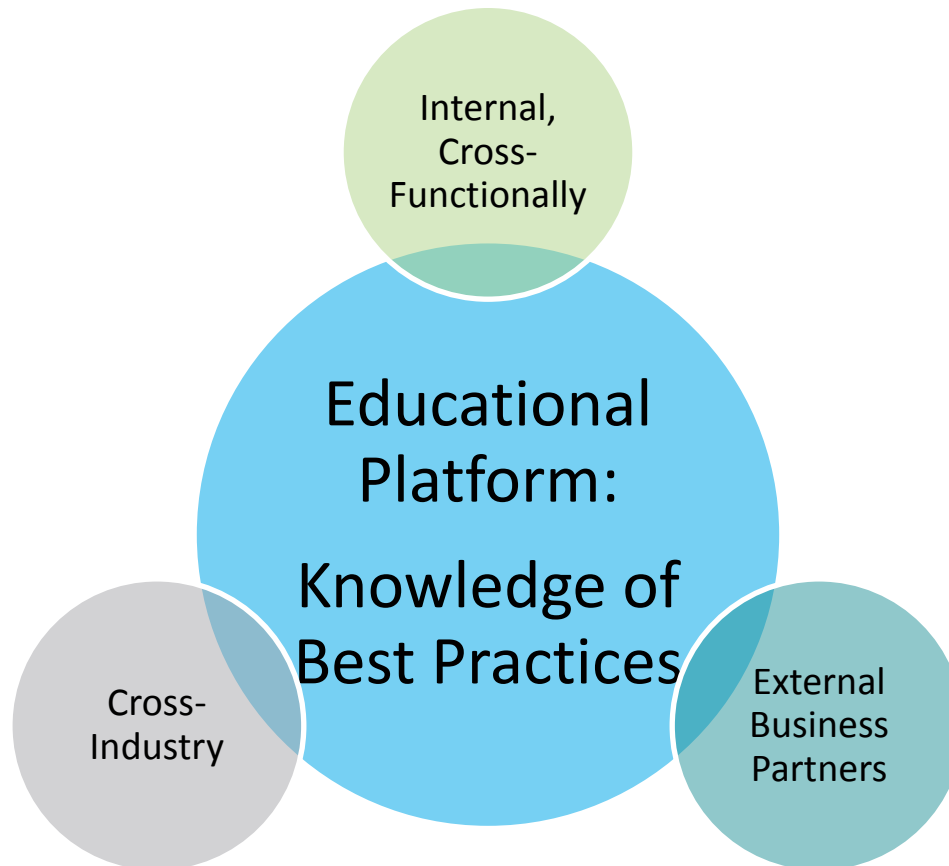 Internal,
Cross-
Functionally
Educational
Platform:
Knowledge of
Best Practices
Cross-
Industry
External
Business
Partners